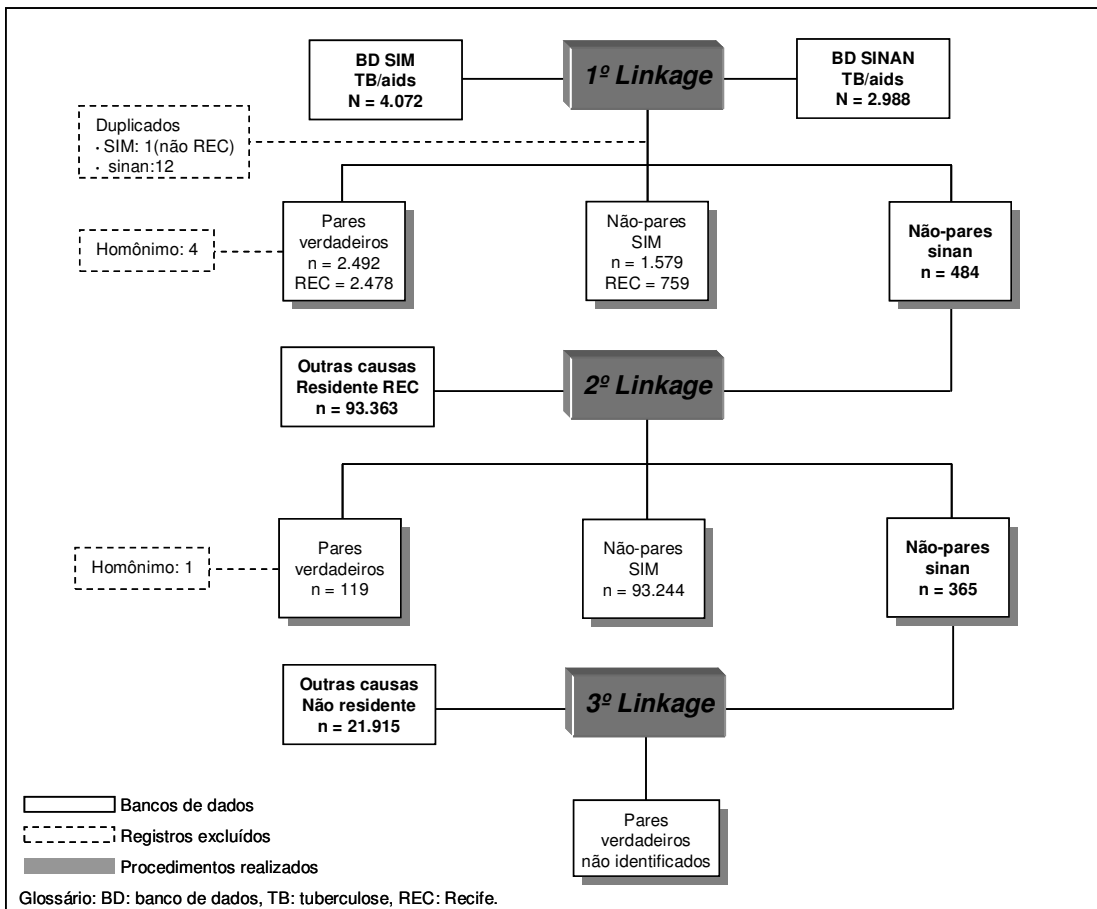 BD SIM
TB/aids
N = 4.072
1º Linkage
BD SINAN
TB/aids
N = 2.988
Duplicados
· SIM: 1(não REC)
· sinan:12
Homônimo: 4
Pares
verdadeiros
n = 2.492
REC = 2.478
Não-pares
SIM
n = 1.579
REC = 759
Não-pares
sinan
n = 484
Outras causas
Residente REC
n = 93.363
2º Linkage
Homônimo: 1
Pares
verdadeiros
n = 119
Não-pares
SIM
n = 93.244
Não-pares
sinan
n = 365
Outras causas
Não residente
n = 21.915
3º Linkage
Pares
verdadeiros
não identificados
Bancos de dados
Registros excluídos
Procedimentos realizados
Glossário: BD: banco de dados, TB: tuberculose, REC: Recife.